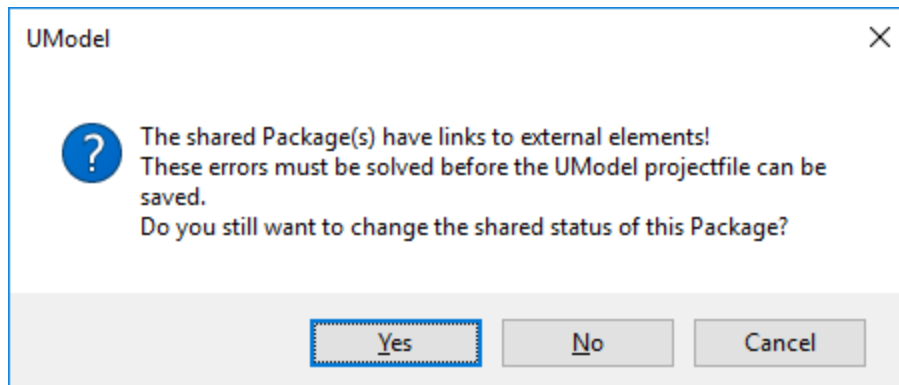 UModel
The shared Package(s) have links to external elements!
These errors must be solved before the UModel projectfile can be
saved.
Do you still want to change the shared status of this Package?
Yes
No
Cancel